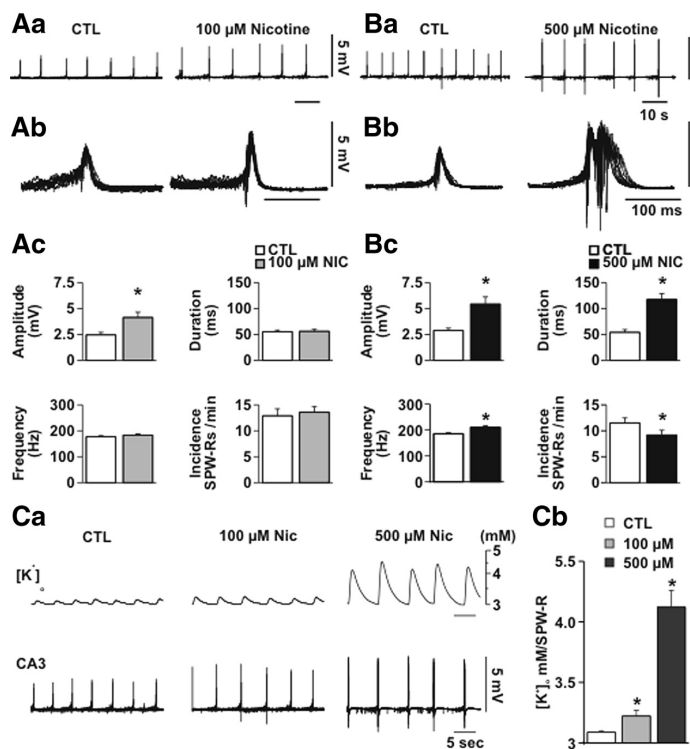 Aa
CTL
100 µM Nicotine
5 mV
Ba
CTL
500 µM Nicotine
10 s
Ab
5 mV
Bb
100 ms
Ac
CTL
100 µM NIC
Amplitude (mV)
7.5
5
2.5
0
*
Duration (ms)
150
100
50
0
Frequency (Hz)
300
200
100
0
Incidence SPW-Rs /min
15
10
5
0
Bc
CTL
500 µM NIC
Amplitude (mV)
7.5
5
2.5
0
*
Duration (ms)
150
100
50
0
*
Frequency (Hz)
300
200
100
0
*
Incidence SPW-Rs /min
15
10
5
0
*
Ca
CTL
100 µM Nic
500 µM Nic
(mM)
5
4
3
[K+]o
CA3
5 mV
5 sec
Cb
CTL
100 µM
500 µM
[K+]o mM/SPW-R
5.5
4.0
3.5
3
*
*